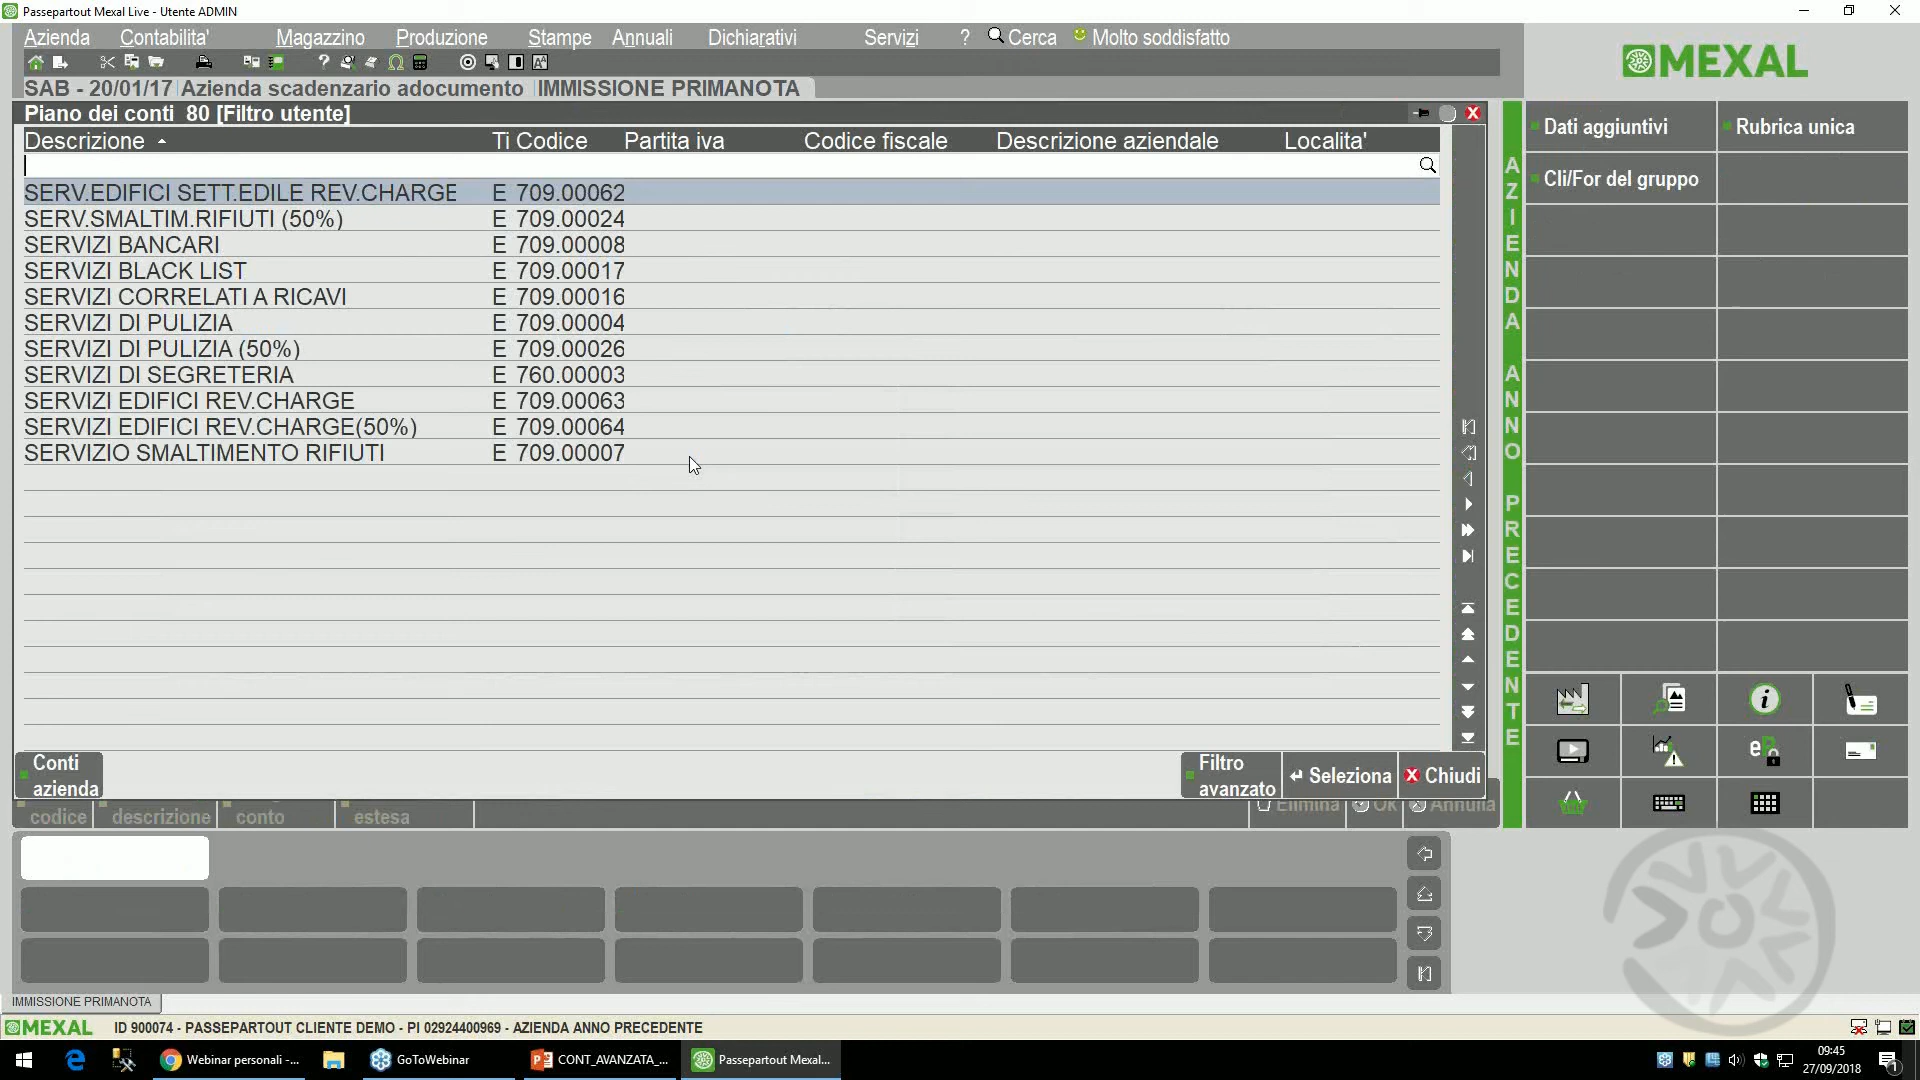 Passepartout Mexal Live - Utente ADMIN
Azienda Contabilita' Magazzino Produzione Stampe Annuali Dichiarativi Servizi ? Cerca Molto soddisfatto
MEXAL
SAB - 20/01/17 Azienda scadenzario adocumento IMMISSIONE PRIMANOTA
Piano dei conti 80 [Filtro utente]
Descrizione Ti Codice Partita iva Codice fiscale Descrizione aziendale Localita'
SERV.EDIFICI SETT.EDILE REV.CHARGE E 709.00062
SERV.SMALTIM.RIFIUTI (50%) E 709.00024
SERVIZI BANCARI E 709.00008
SERVIZI BLACK LIST E 709.00017
SERVIZI CORRELATI A RICAVI E 709.00016
SERVIZI DI PULIZIA E 709.00004
SERVIZI DI PULIZIA (50%) E 709.00026
SERVIZI DI SEGRETERIA E 760.00003
SERVIZI EDIFICI REV.CHARGE E 709.00063
SERVIZI EDIFICI REV.CHARGE(50%) E 709.00064
SERVIZIO SMALTIMENTO RIFIUTI E 709.00007
Conti azienda
Filtro avanzato
Seleziona
Chiudi
codice descrizione conto estesa Elimina Ok Annulla
AZIENDA ANNO PRECEDENTE
Dati aggiuntivi
Rubrica unica
Cli/For del gruppo
IMMISSIONE PRIMANOTA
MEXAL ID 900074 - PASSEPARTOUT CLIENTE DEMO - PI 02924400969 - AZIENDA ANNO PRECEDENTE
Webinar personali -...
GoToWebinar
CONT_AVANZATA_...
Passepartout Mexal...
09:45
27/09/2018
1